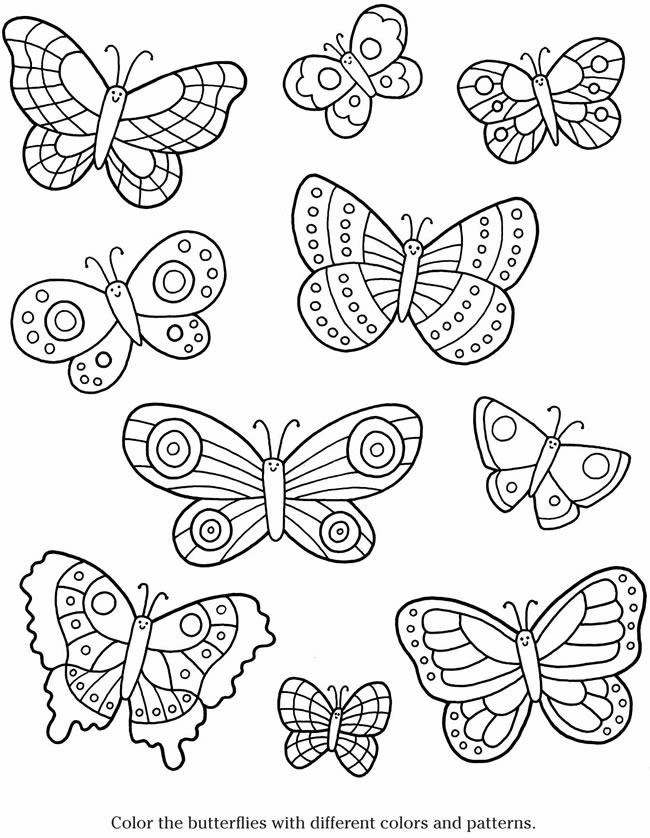 Color the butterflies with different colors and patterns.